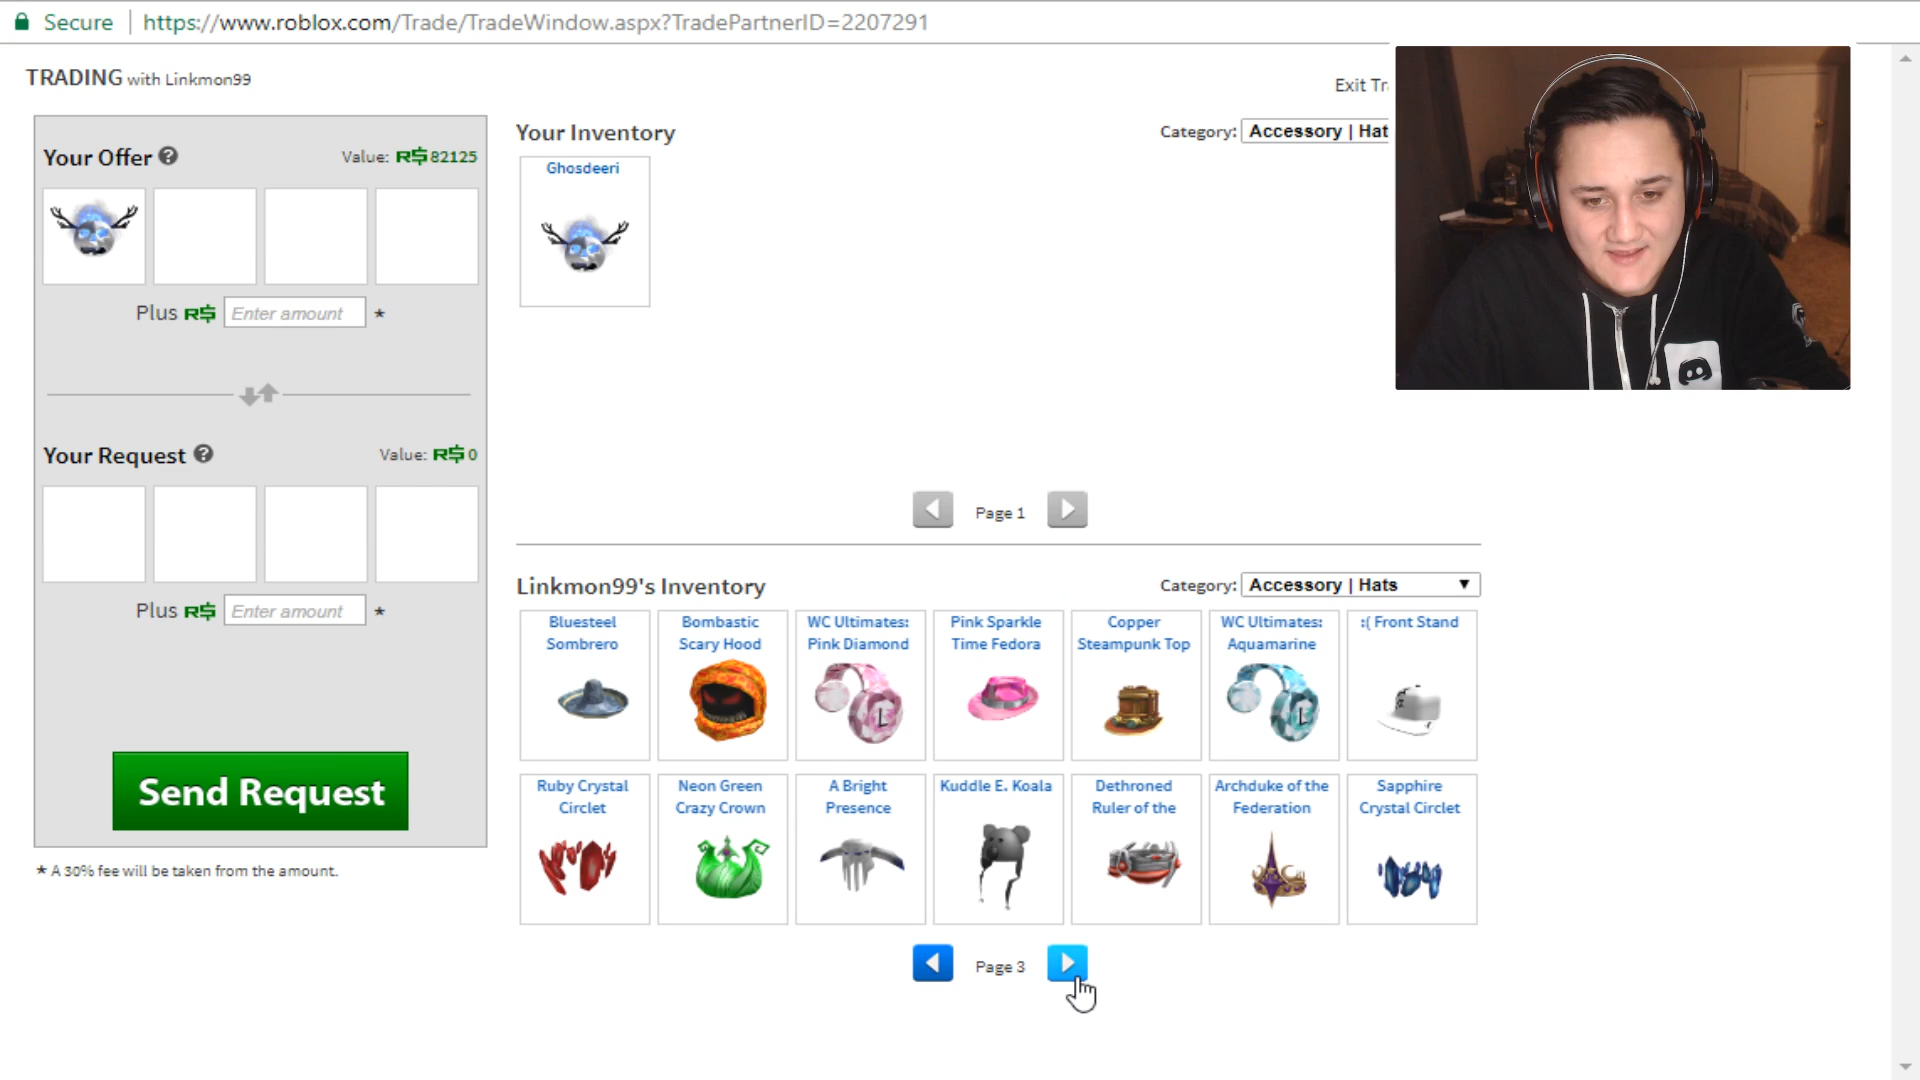 Secure | https://www.roblox.com/Trade/TradeWindow.aspx?TradePartnerID=2207291
TRADING with Linkmon99
Exit Tr
Your Offer ? Value: R$ 82125
Plus R$ Enter amount *
Your Request ? Value: R$ 0
Plus R$ Enter amount *
Send Request
* A 30% fee will be taken from the amount.
Your Inventory
Category: Accessory | Hat
Ghosdeeri
Page 1
Linkmon99's Inventory
Category: Accessory | Hats
Bluesteel Sombrero
Bombastic Scary Hood
WC Ultimates: Pink Diamond
L
Pink Sparkle Time Fedora
Copper Steampunk Top
WC Ultimates: Aquamarine
L
:( Front Stand
Ruby Crystal Circlet
Neon Green Crazy Crown
A Bright Presence
Kuddle E. Koala
Dethroned Ruler of the
Archduke of the Federation
Sapphire Crystal Circlet
Page 3